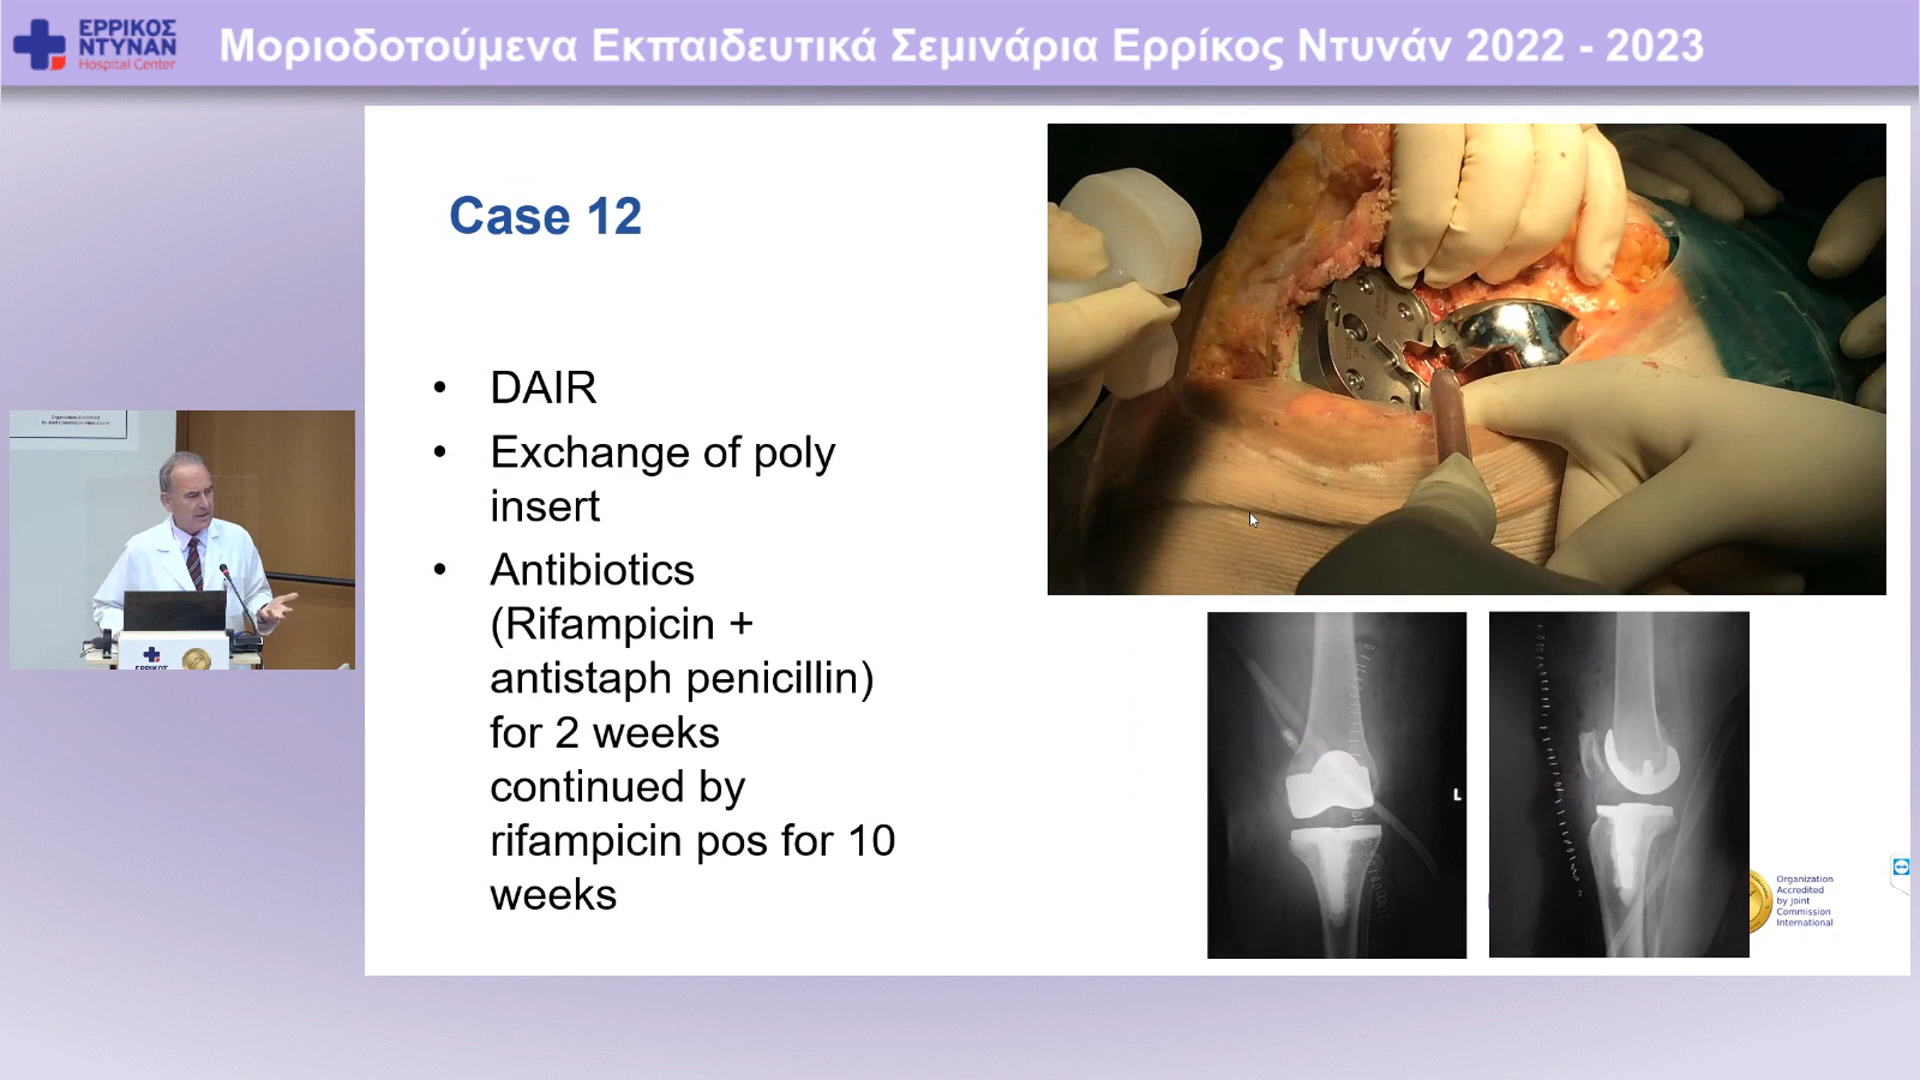 ΕΡΡΙΚΟΣ
ΝΤΥΝΑΝ
Hospital Center
Μοριοδοτούμενα Εκπαιδευτικά Σεμινάρια Ερρίκος Ντυνάν 2022 - 2023
Case 12
• DAIR
• Exchange of poly
insert
• Antibiotics
(Rifampicin +
antistaph penicillin)
for 2 weeks
continued by
rifampicin pos for 10
weeks
L
Organization
Accredited
by Joint
Commission
International